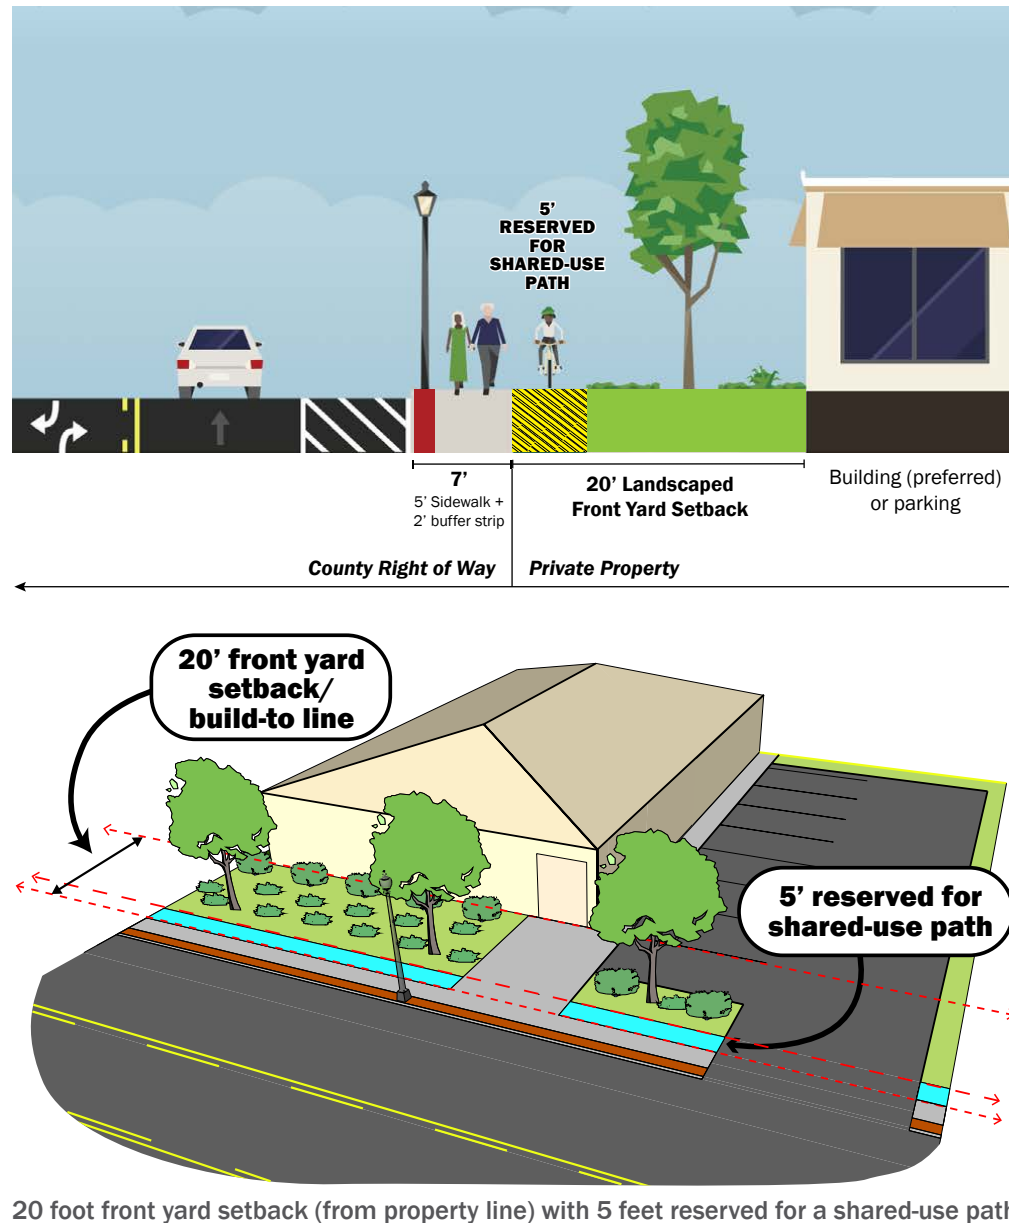 5’
RESERVED
FOR
SHARED-USE
PATH
7’
5’ Sidewalk +
2’ buffer strip
20’ Landscaped
Front Yard Setback
Building (preferred)
or parking
County Right of Way
Private Property
20’ front yard
setback/
build-to line
5’ reserved for
shared-use path
20 foot front yard setback (from property line) with 5 feet reserved for a shared-use path